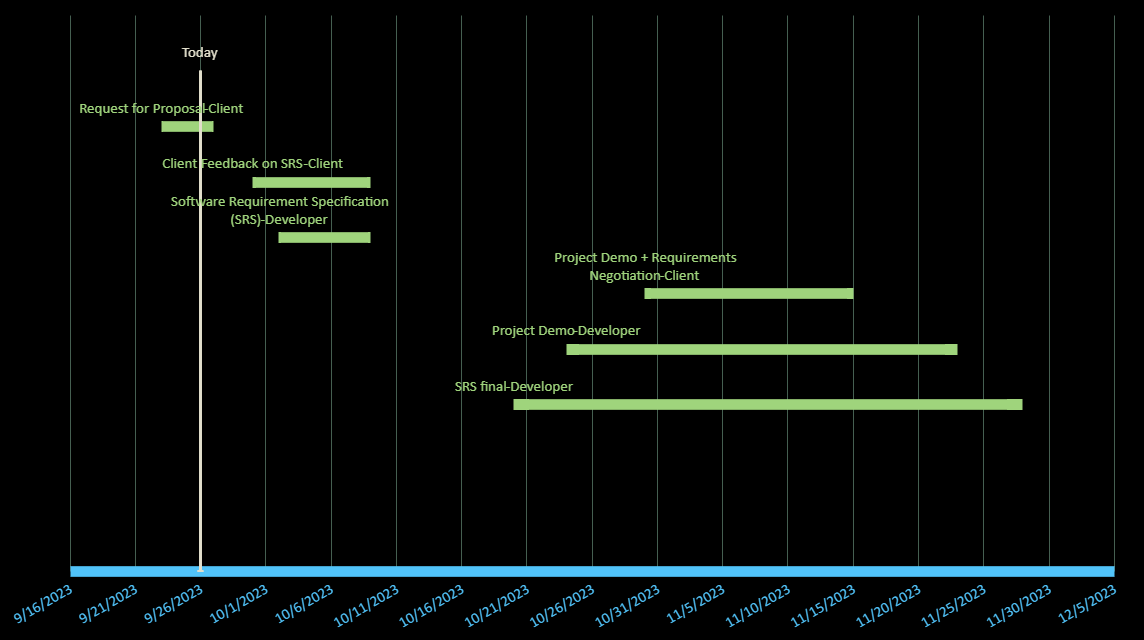 Today
Request for Proposal-Client
Client Feedback on SRS-Client
Software Requirement Specification
(SRS)-Developer
Project Demo + Requirements
Negotiation-Client
Project Demo-Developer
SRS final-Developer
9/16/2023
9/21/2023
9/26/2023
10/1/2023
10/6/2023
10/11/2023
10/16/2023
10/21/2023
10/26/2023
10/31/2023
11/5/2023
11/10/2023
11/15/2023
11/20/2023
11/25/2023
11/30/2023
12/5/2023